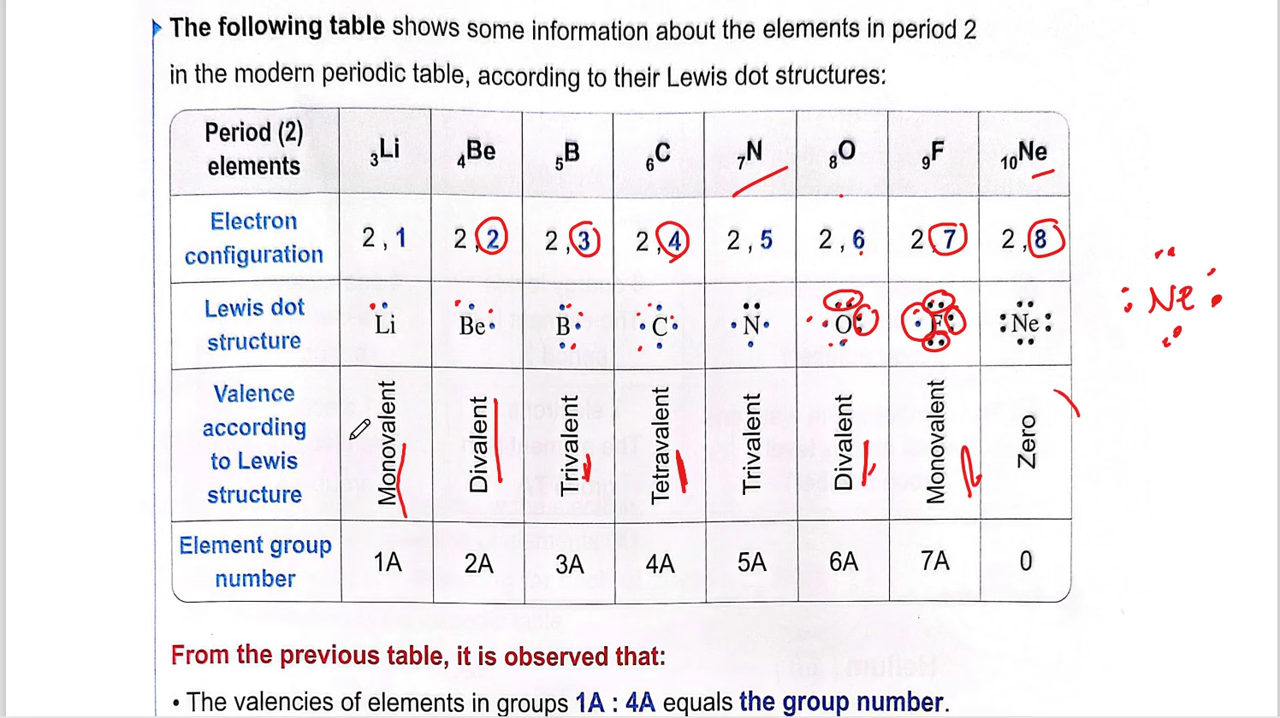 The following table shows some information about the elements in period 2
in the modern periodic table, according to their Lewis dot structures:
Period (2) elements | ₃Li | ₄Be | ₅B | ₆C | ₇N | ₈O | ₉F | ₁₀Ne
Electron configuration | 2 , 1 | 2 , 2 | 2 , 3 | 2 , 4 | 2 , 5 | 2 , 6 | 2 , 7 | 2 , 8
Lewis dot structure | Li | Be | B | C | N | O | F | Ne
Ne
Valence according to Lewis structure | Monovalent | Divalent | Trivalent | Tetravalent | Trivalent | Divalent | Monovalent | Zero
Element group number | 1A | 2A | 3A | 4A | 5A | 6A | 7A | 0
From the previous table, it is observed that:
• The valencies of elements in groups 1A : 4A equals the group number.